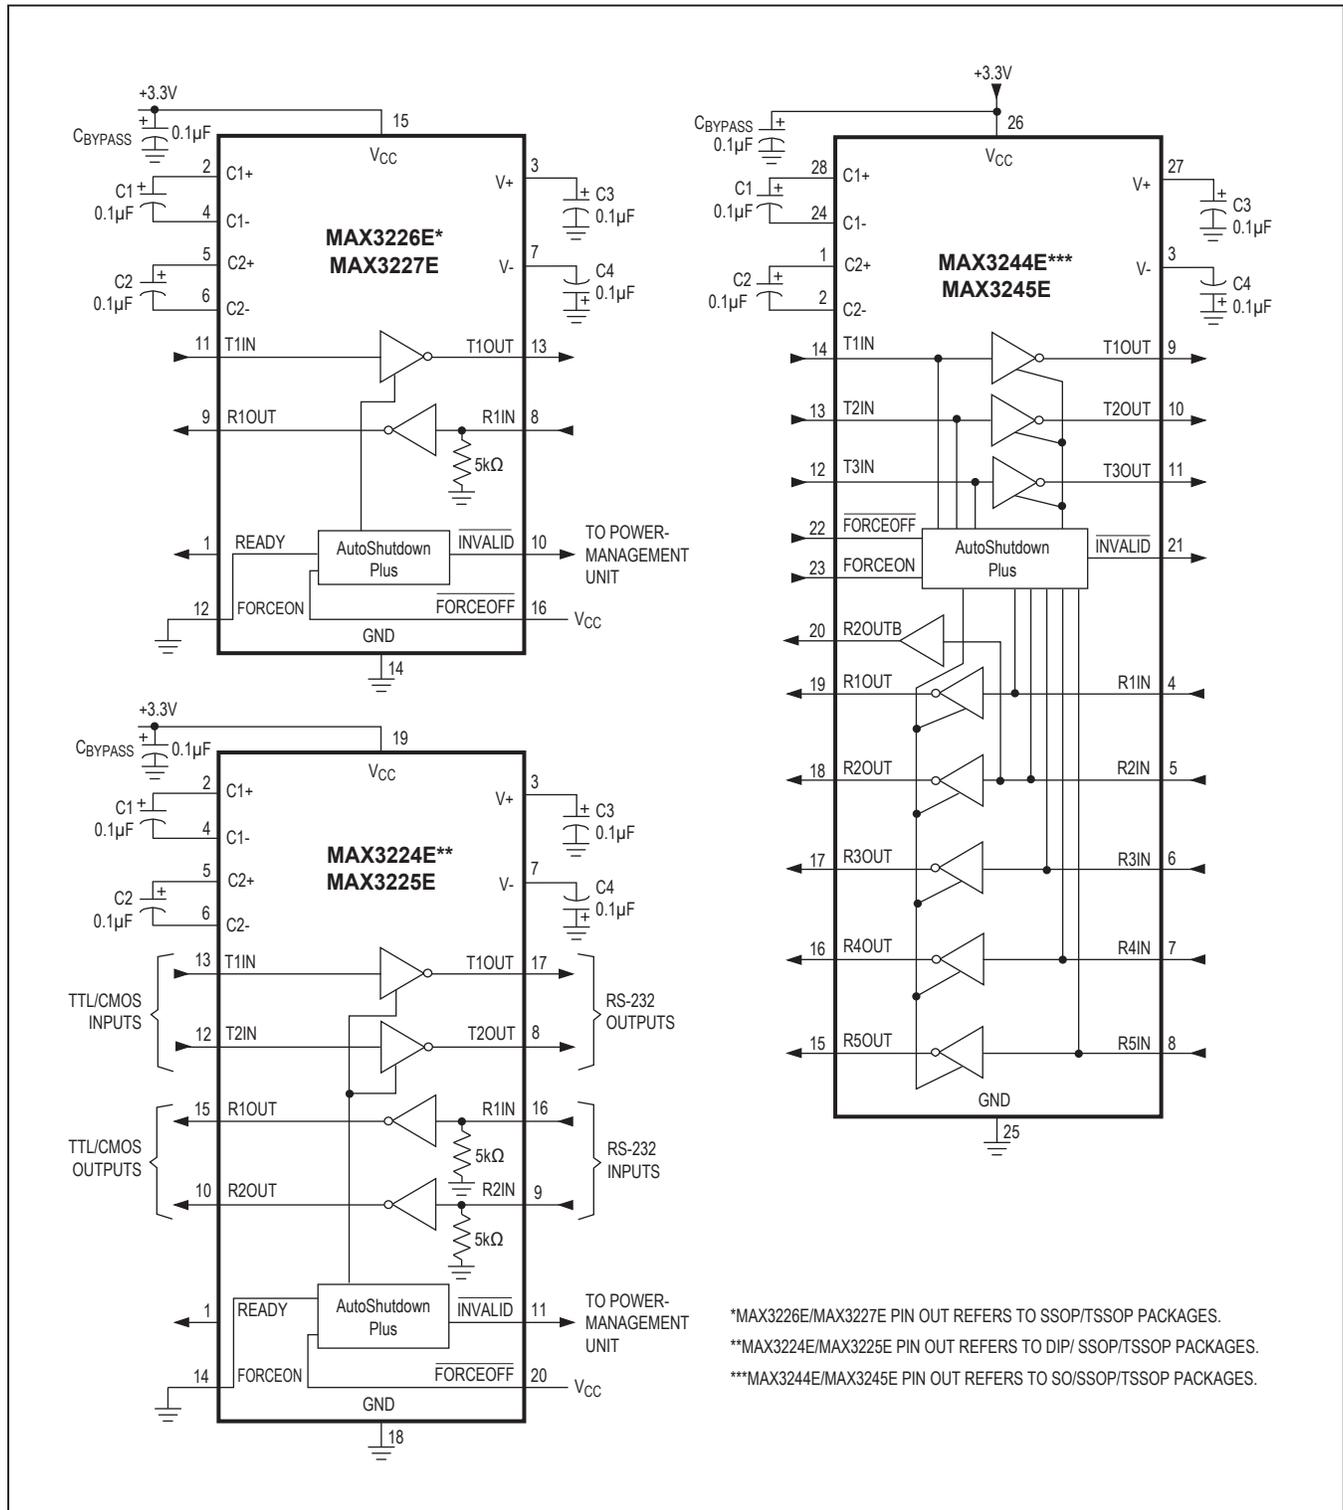 +3.3V
CBYPASS
+
0.1µF
15
VCC
2
C1+
C1
+
0.1µF
4
C1-
5
C2+
C2
+
0.1µF
6
C2-
3
V+
+
C3
0.1µF
7
V-
C4
0.1µF
+
MAX3226E*
MAX3227E
11
T1IN
T1OUT
13
9
R1OUT
R1IN
8
5kΩ
1
READY
AutoShutdown
Plus
INVALID
10
TO POWER-
MANAGEMENT
UNIT
12
FORCEON
FORCEOFF
16
VCC
GND
14
+3.3V
CBYPASS
+
0.1µF
19
VCC
2
C1+
C1
+
0.1µF
4
C1-
5
C2+
C2
+
0.1µF
6
C2-
3
V+
+
C3
0.1µF
7
V-
C4
0.1µF
+
MAX3224E**
MAX3225E
TTL/CMOS
INPUTS
13
T1IN
T1OUT
17
12
T2IN
T2OUT
8
RS-232
OUTPUTS
TTL/CMOS
OUTPUTS
15
R1OUT
R1IN
16
5kΩ
10
R2OUT
R2IN
9
5kΩ
RS-232
INPUTS
1
READY
AutoShutdown
Plus
INVALID
11
TO POWER-
MANAGEMENT
UNIT
14
FORCEON
FORCEOFF
20
VCC
GND
18
+3.3V
CBYPASS
+
0.1µF
26
VCC
28
C1+
C1
+
0.1µF
24
C1-
1
C2+
C2
+
0.1µF
2
C2-
27
V+
+
C3
0.1µF
3
V-
C4
+
0.1µF
MAX3244E***
MAX3245E
14
T1IN
T1OUT
9
13
T2IN
T2OUT
10
12
T3IN
T3OUT
11
22
FORCEOFF
23
FORCEON
AutoShutdown
Plus
INVALID
21
20
R2OUTB
19
R1OUT
R1IN
4
18
R2OUT
R2IN
5
17
R3OUT
R3IN
6
16
R4OUT
R4IN
7
15
R5OUT
R5IN
8
GND
25
*MAX3226E/MAX3227E PIN OUT REFERS TO SSOP/TSSOP PACKAGES.
**MAX3224E/MAX3225E PIN OUT REFERS TO DIP/ SSOP/TSSOP PACKAGES.
***MAX3244E/MAX3245E PIN OUT REFERS TO SO/SSOP/TSSOP PACKAGES.